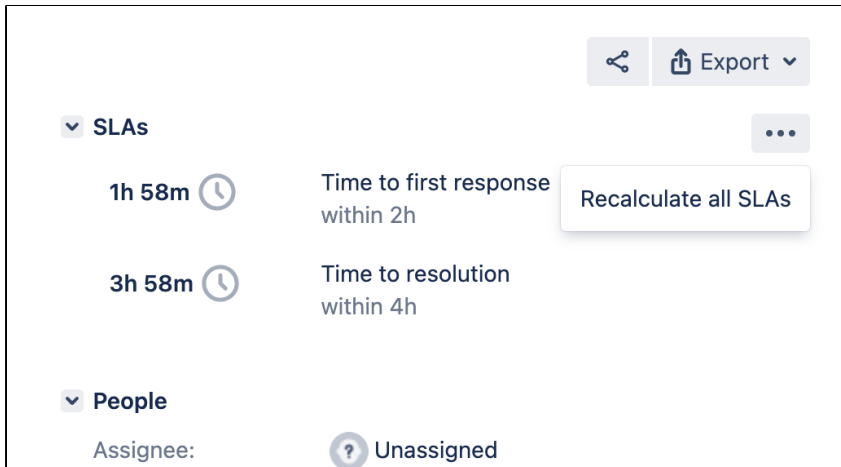 Export
SLAs
1h 58m
Time to first response
within 2h
Recalculate all SLAs
3h 58m
Time to resolution
within 4h
People
Assignee:
? Unassigned